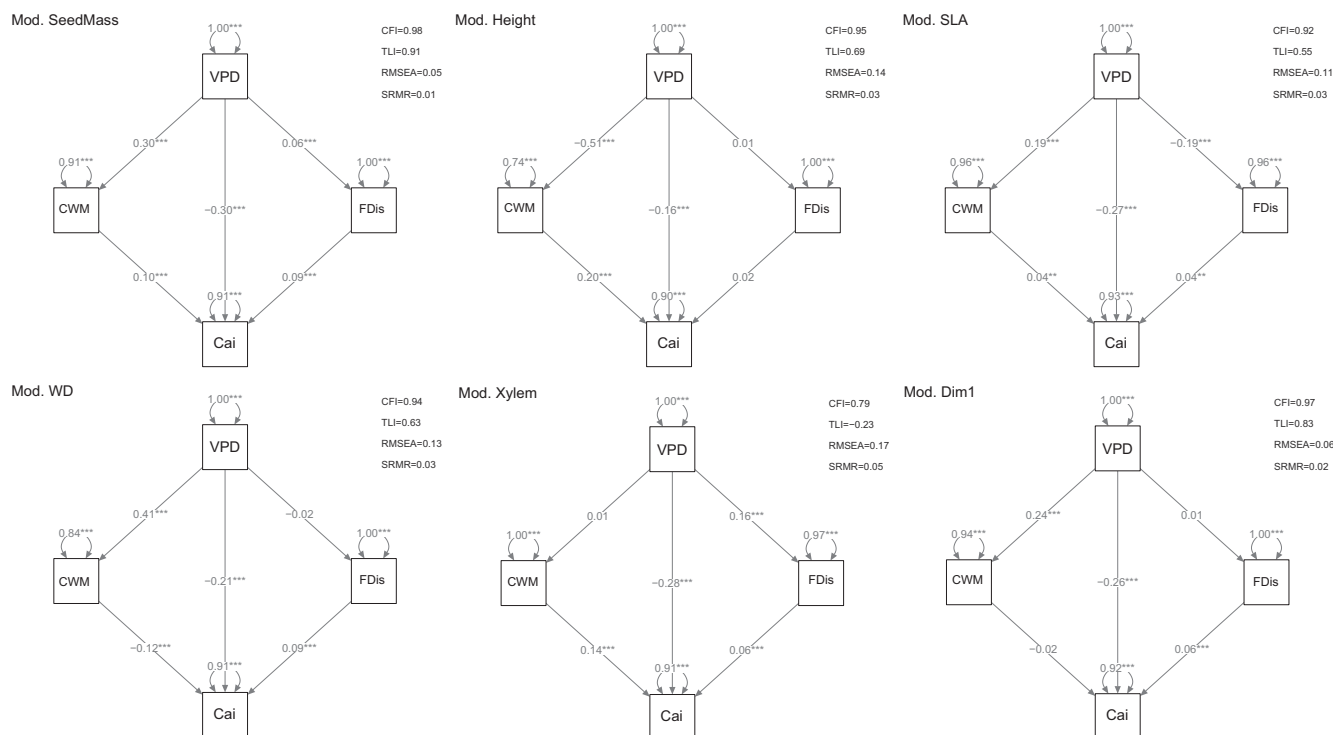 Mod. SeedMass
1.00***
CFI=0.98
TLI=0.91
RMSEA=0.05
SRMR=0.01
VPD
0.30***
0.06***
0.91***
1.00***
CWM
−0.30***
FDis
0.10***
0.91***
0.09***
Cai
Mod. Height
1.00***
CFI=0.95
TLI=0.69
RMSEA=0.14
SRMR=0.03
VPD
−0.51***
0.01
0.74***
1.00***
CWM
−0.16***
FDis
0.20***
0.90***
0.02
Cai
Mod. SLA
1.00***
CFI=0.92
TLI=0.55
RMSEA=0.11
SRMR=0.03
VPD
0.19***
−0.19***
0.96***
0.96***
CWM
−0.27***
FDis
0.04**
0.93***
0.04**
Cai
Mod. WD
1.00***
CFI=0.94
TLI=0.63
RMSEA=0.13
SRMR=0.03
VPD
0.41***
−0.02
0.84***
1.00***
CWM
−0.21***
FDis
−0.12***
0.91***
0.09***
Cai
Mod. Xylem
1.00***
CFI=0.79
TLI=−0.23
RMSEA=0.17
SRMR=0.05
VPD
0.01
0.16***
1.00***
0.97***
CWM
−0.28***
FDis
0.14***
0.91***
0.06***
Cai
Mod. Dim1
1.00***
CFI=0.97
TLI=0.83
RMSEA=0.06
SRMR=0.02
VPD
0.24***
0.01
0.94***
1.00***
CWM
−0.26***
FDis
−0.02
0.92***
0.06***
Cai